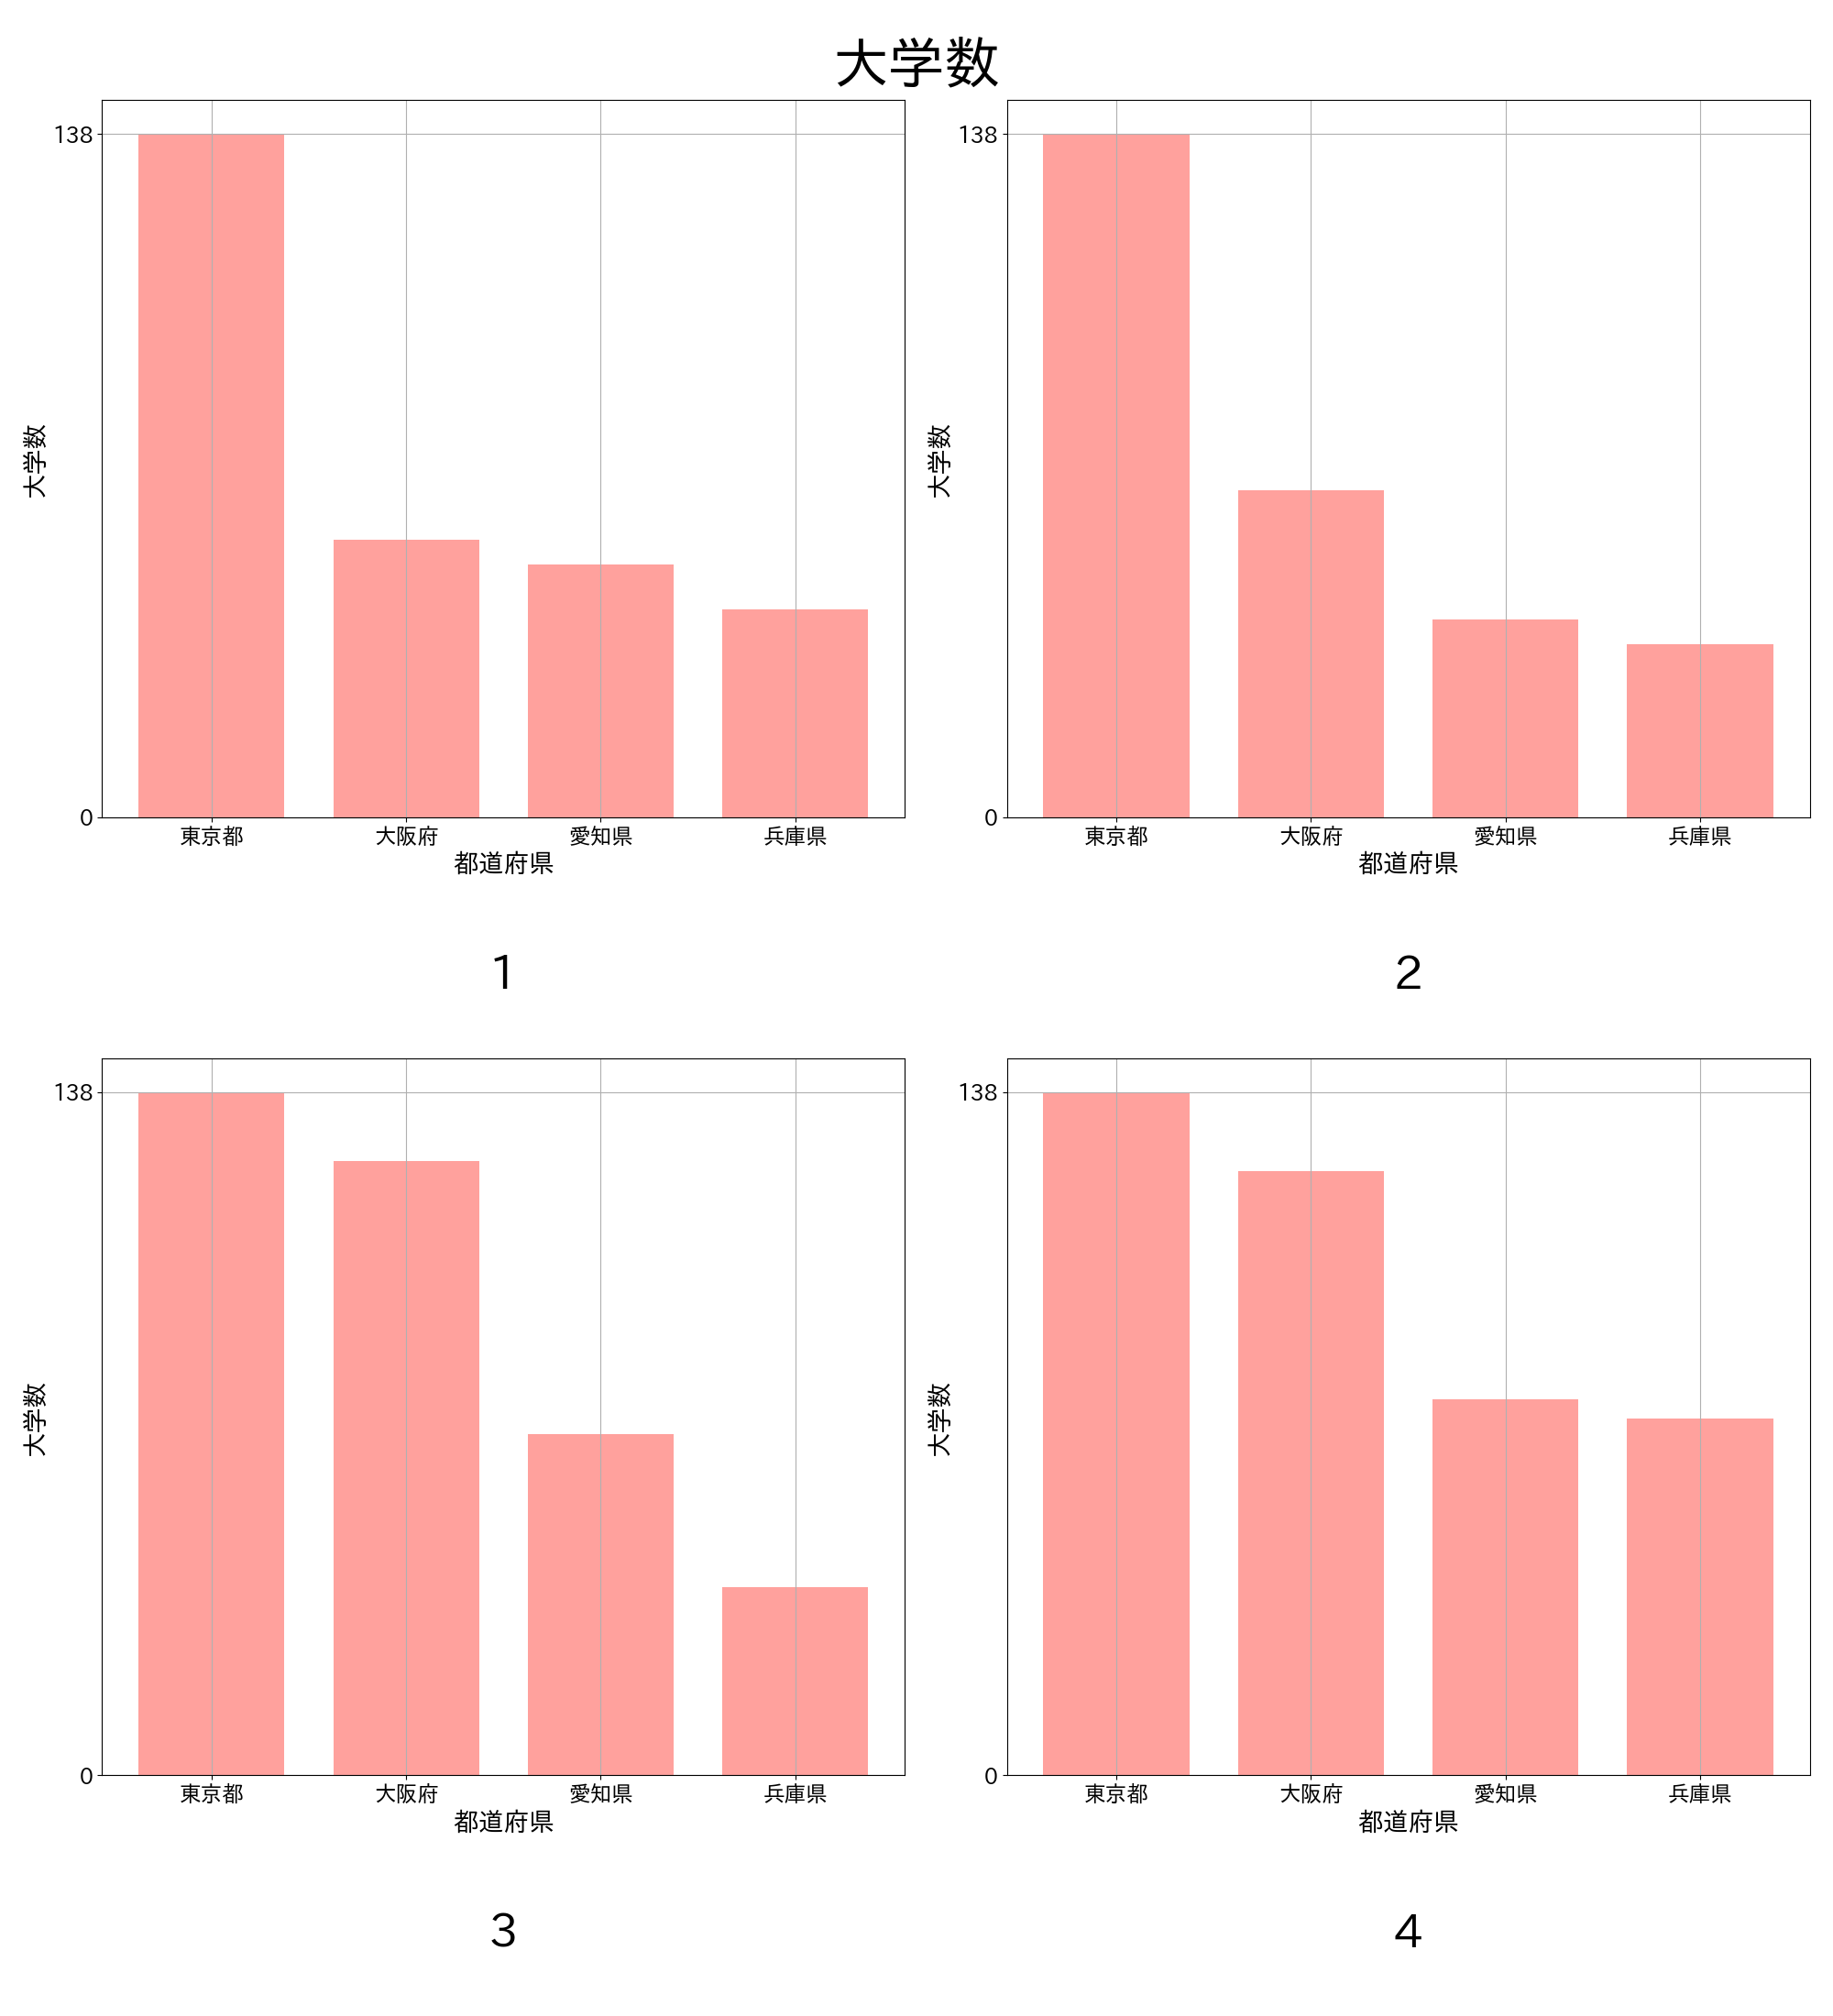 大学数
138
0
大学数
東京都 大阪府 愛知県 兵庫県
都道府県
1
138
0
大学数
東京都 大阪府 愛知県 兵庫県
都道府県
2
138
0
大学数
東京都 大阪府 愛知県 兵庫県
都道府県
3
138
0
大学数
東京都 大阪府 愛知県 兵庫県
都道府県
4